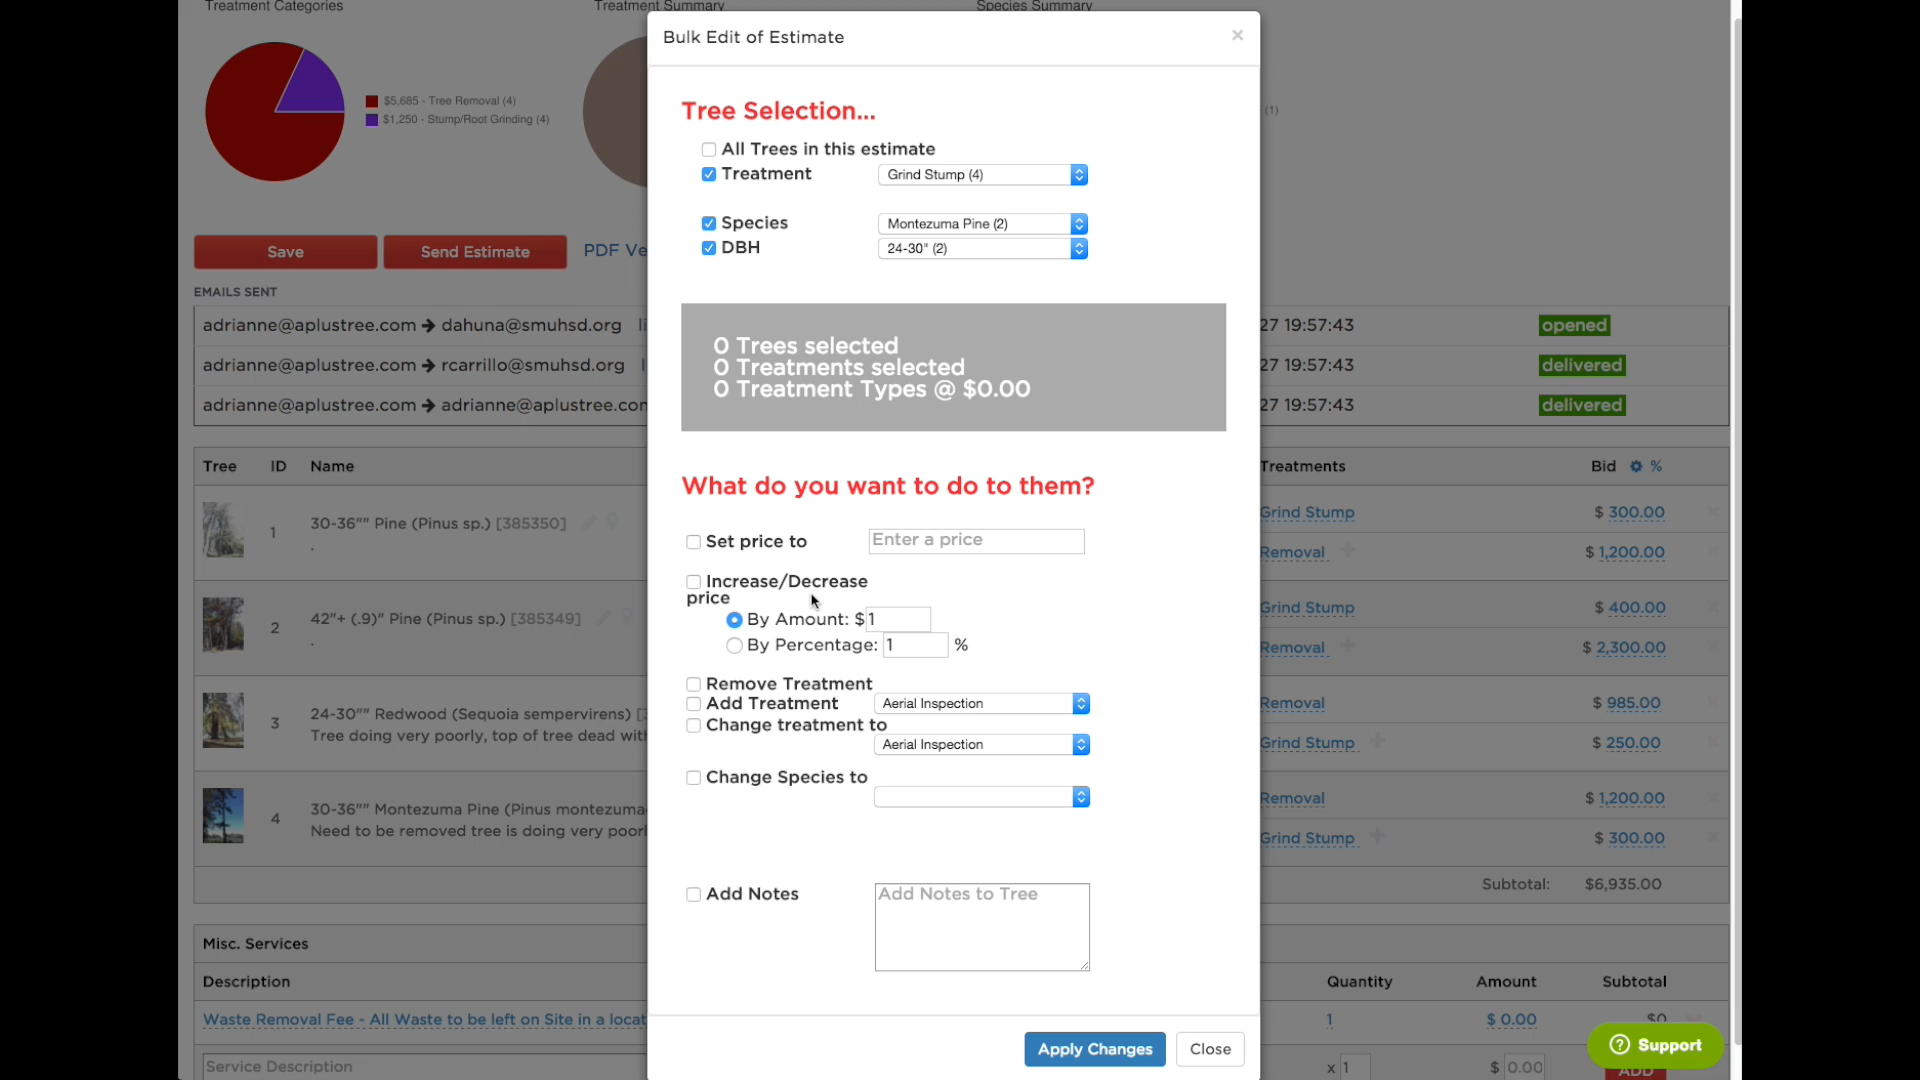 Treatment Categories
Treatment Summary
Species Summary
$5,685 - Tree Removal (4)
$1,250 - Stump/Root Grinding (4)
(1)
Save
Send Estimate
PDF Ve
EMAILS SENT
adrianne@aplustree.com → dahuna@smuhsd.org li
27 19:57:43
opened
adrianne@aplustree.com → rcarrillo@smuhsd.org l
27 19:57:43
delivered
adrianne@aplustree.com → adrianne@aplustree.con
27 19:57:43
delivered
Tree ID Name
Treatments
Bid %
1
30-36"" Pine (Pinus sp.) [385350]
.
Grind Stump
$ 300.00
Removal
$ 1,200.00
2
42"+ (.9)" Pine (Pinus sp.) [385349]
.
Grind Stump
$ 400.00
Removal
$ 2,300.00
3
24-30"" Redwood (Sequoia sempervirens) [3
Tree doing very poorly, top of tree dead with
Removal
$ 985.00
Grind Stump
$ 250.00
4
30-36"" Montezuma Pine (Pinus montezuma
Need to be removed tree is doing very poorl
Removal
$ 1,200.00
Grind Stump
$ 300.00
Subtotal: $6,935.00
Misc. Services
Description
Quantity
Amount
Subtotal
Waste Removal Fee - All Waste to be left on Site in a locat
1
$ 0.00
$0
Service Description
x 1
$ 0.00
ADD
Support
Bulk Edit of Estimate
×
Tree Selection...
All Trees in this estimate
Treatment
Grind Stump (4)
Species
Montezuma Pine (2)
DBH
24-30" (2)
0 Trees selected
0 Treatments selected
0 Treatment Types @ $0.00
What do you want to do to them?
Set price to
Enter a price
Increase/Decrease
price
By Amount: $ 1
By Percentage: 1 %
Remove Treatment
Add Treatment
Aerial Inspection
Change treatment to
Aerial Inspection
Change Species to
Add Notes
Add Notes to Tree
Apply Changes
Close